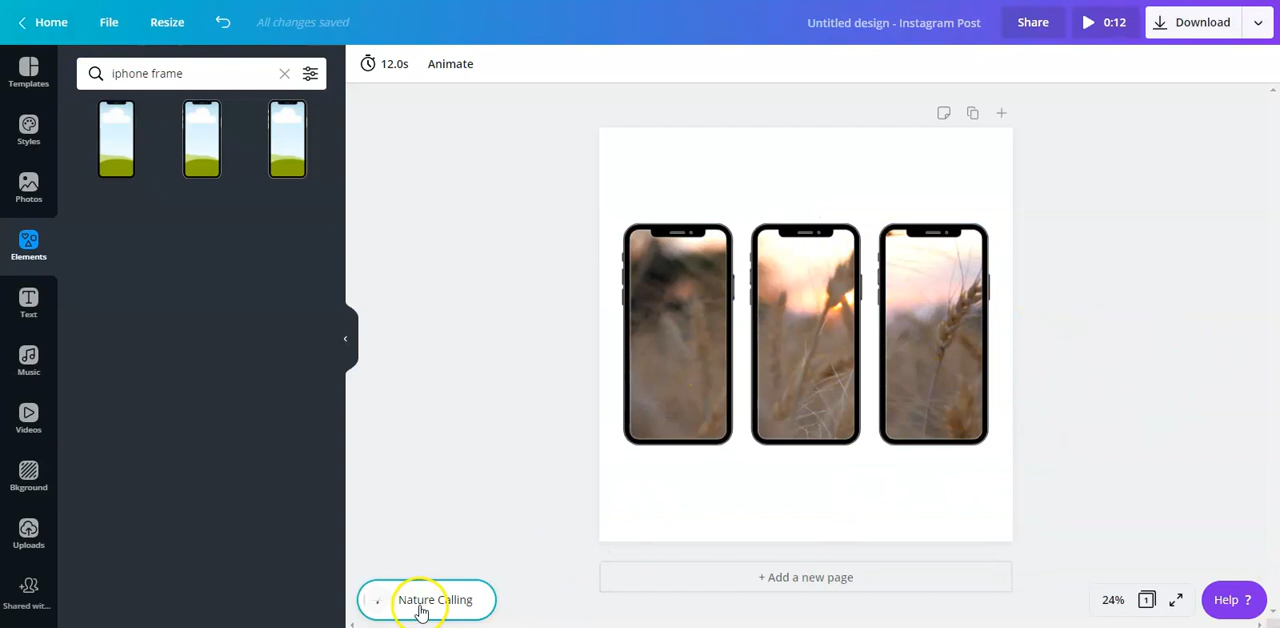 Home
File
Resize
All changes saved
Untitled design - Instagram Post
Share
0:12
Download
Templates
iphone frame
12.0s
Animate
Styles
Photos
Elements
Text
Music
Videos
Bkground
Uploads
Shared wit...
+ Add a new page
Nature Calling
24%
1
Help ?